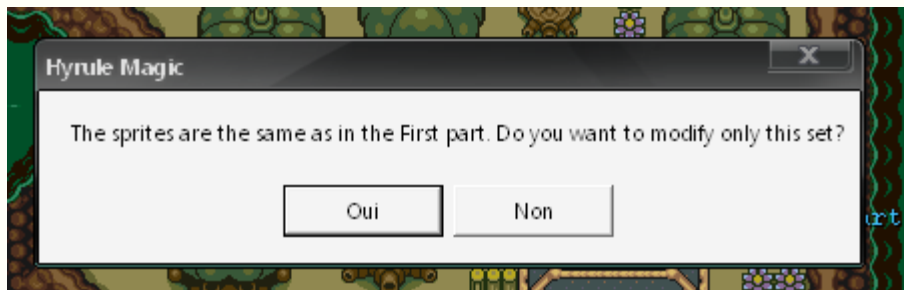 Hyrule Magic
X
The sprites are the same as in the First part. Do you want to modify only this set?
Oui
Non